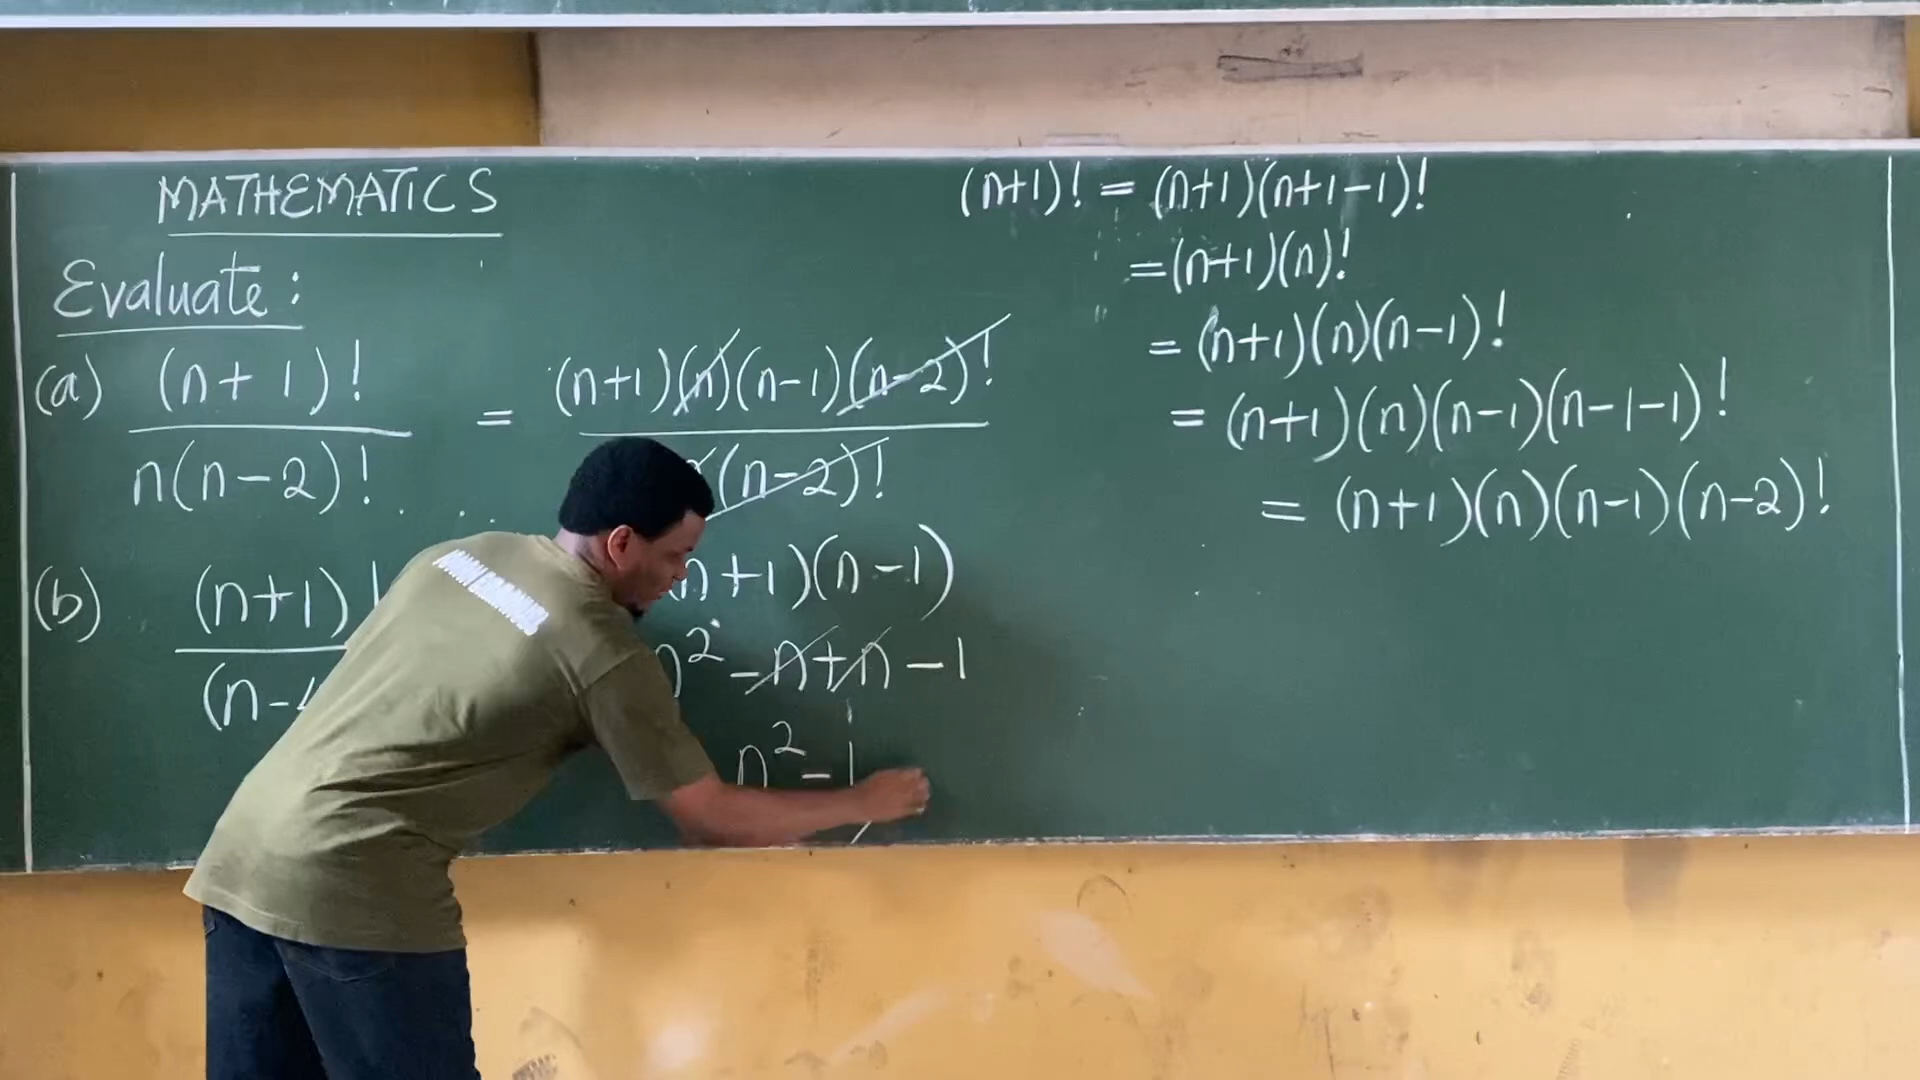 MATHEMATICS
Evaluate :
(a) (n+1)! / n(n-2)! = (n+1)(n)(n-1)(n-2)! / (n-2)!
n+1)(n-1)
n² -n+n-1
n²-1
(b) (n+1)! / (n-
(n+1)! = (n+1)(n+1-1)!
=(n+1)(n)!
= (n+1)(n)(n-1)!
= (n+1)(n)(n-1)(n-1-1)!
= (n+1)(n)(n-1)(n-2)!